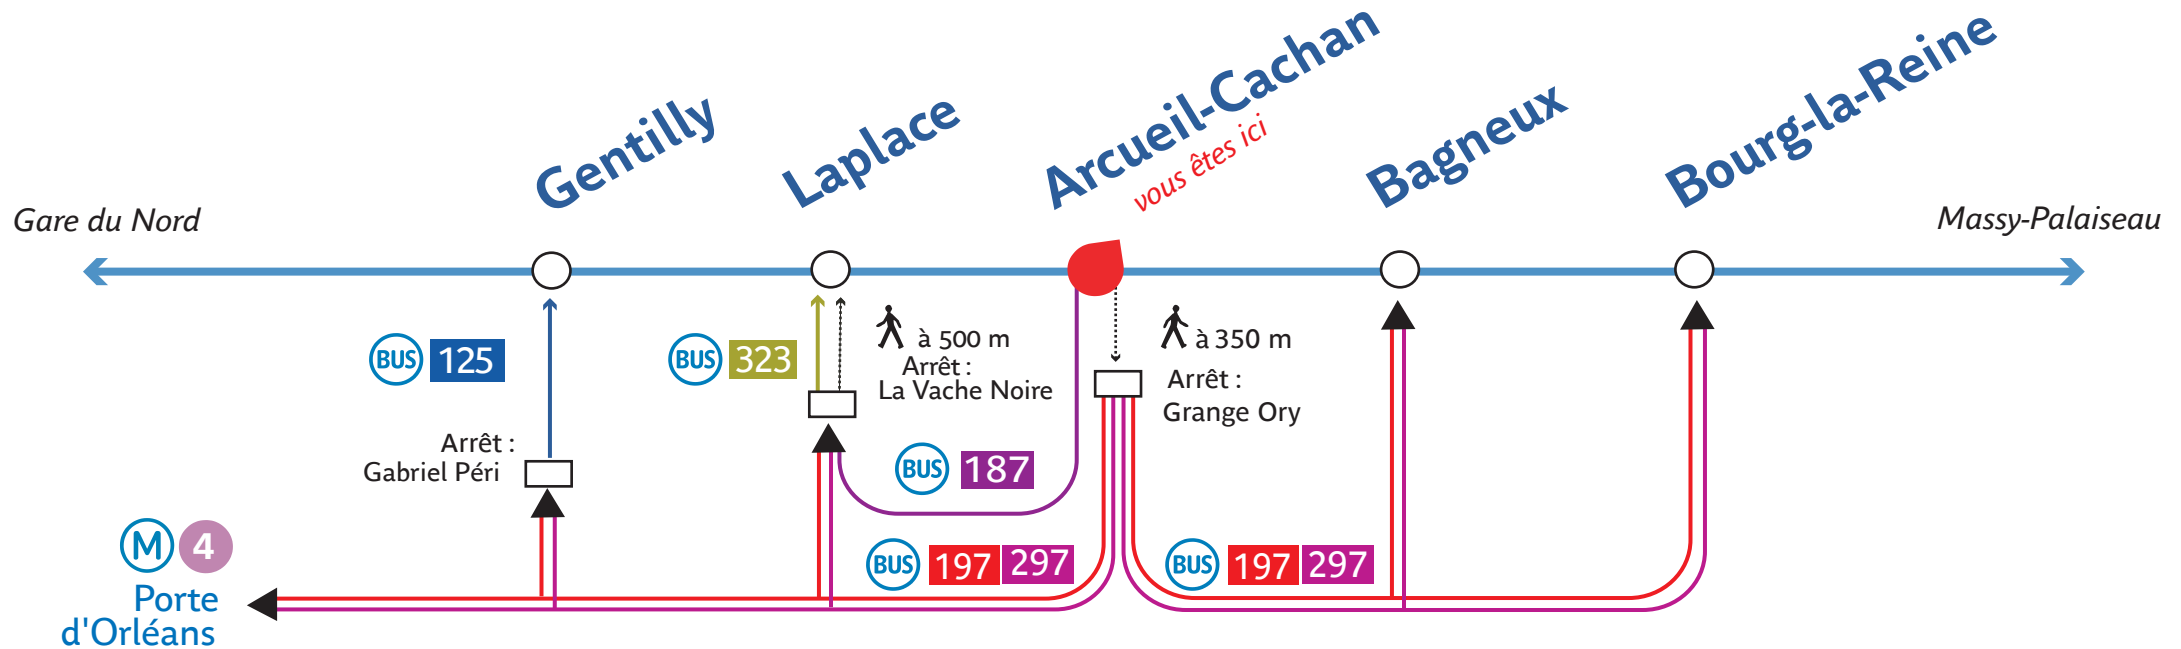 Gentilly
Laplace
Arcueil-Cachan
vous êtes ici
Bagneux
Bourg-la-Reine
Gare du Nord
Massy-Palaiseau
BUS 125
BUS 323
à 500 m
Arrêt :
La Vache Noire
à 350 m
Arrêt :
Grange Ory
Arrêt :
Gabriel Péri
BUS 187
M 4
Porte
d'Orléans
BUS 197 297
BUS 197 297